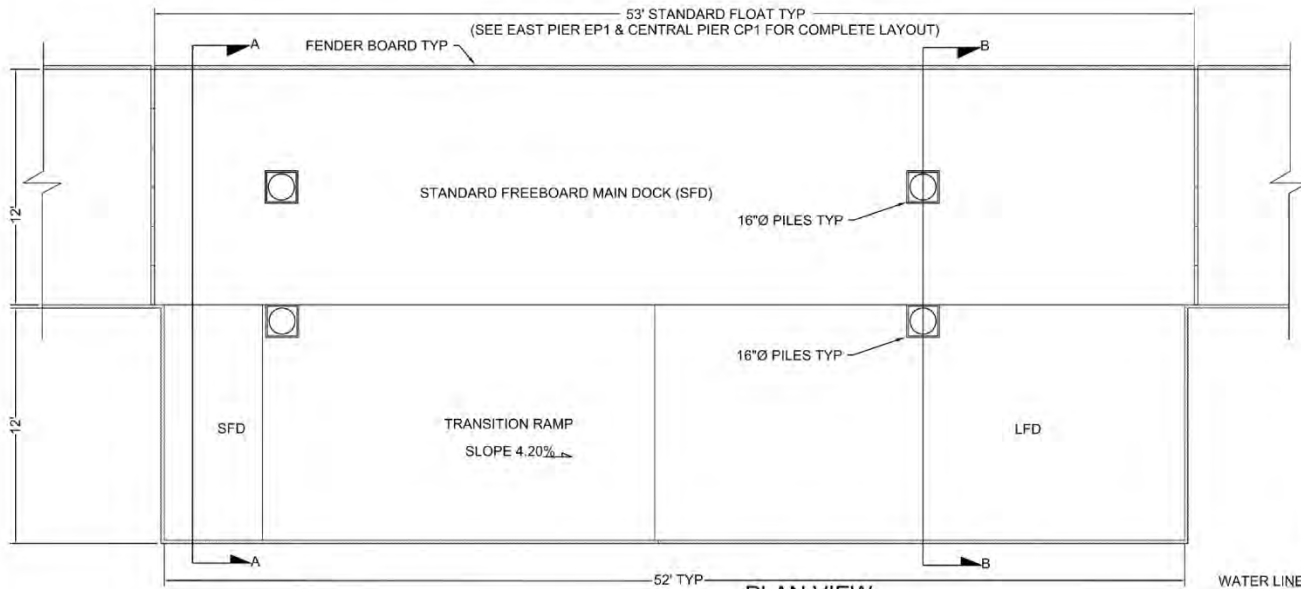 53' STANDARD FLOAT TYP
(SEE EAST PIER EP1 & CENTRAL PIER CP1 FOR COMPLETE LAYOUT)
A
FENDER BOARD TYP
B
12'
STANDARD FREEBOARD MAIN DOCK (SFD)
16"Ø PILES TYP
16"Ø PILES TYP
12'
SFD
TRANSITION RAMP
SLOPE 4.20%
LFD
A
B
52' TYP
PLAN VIEW
WATER LINE